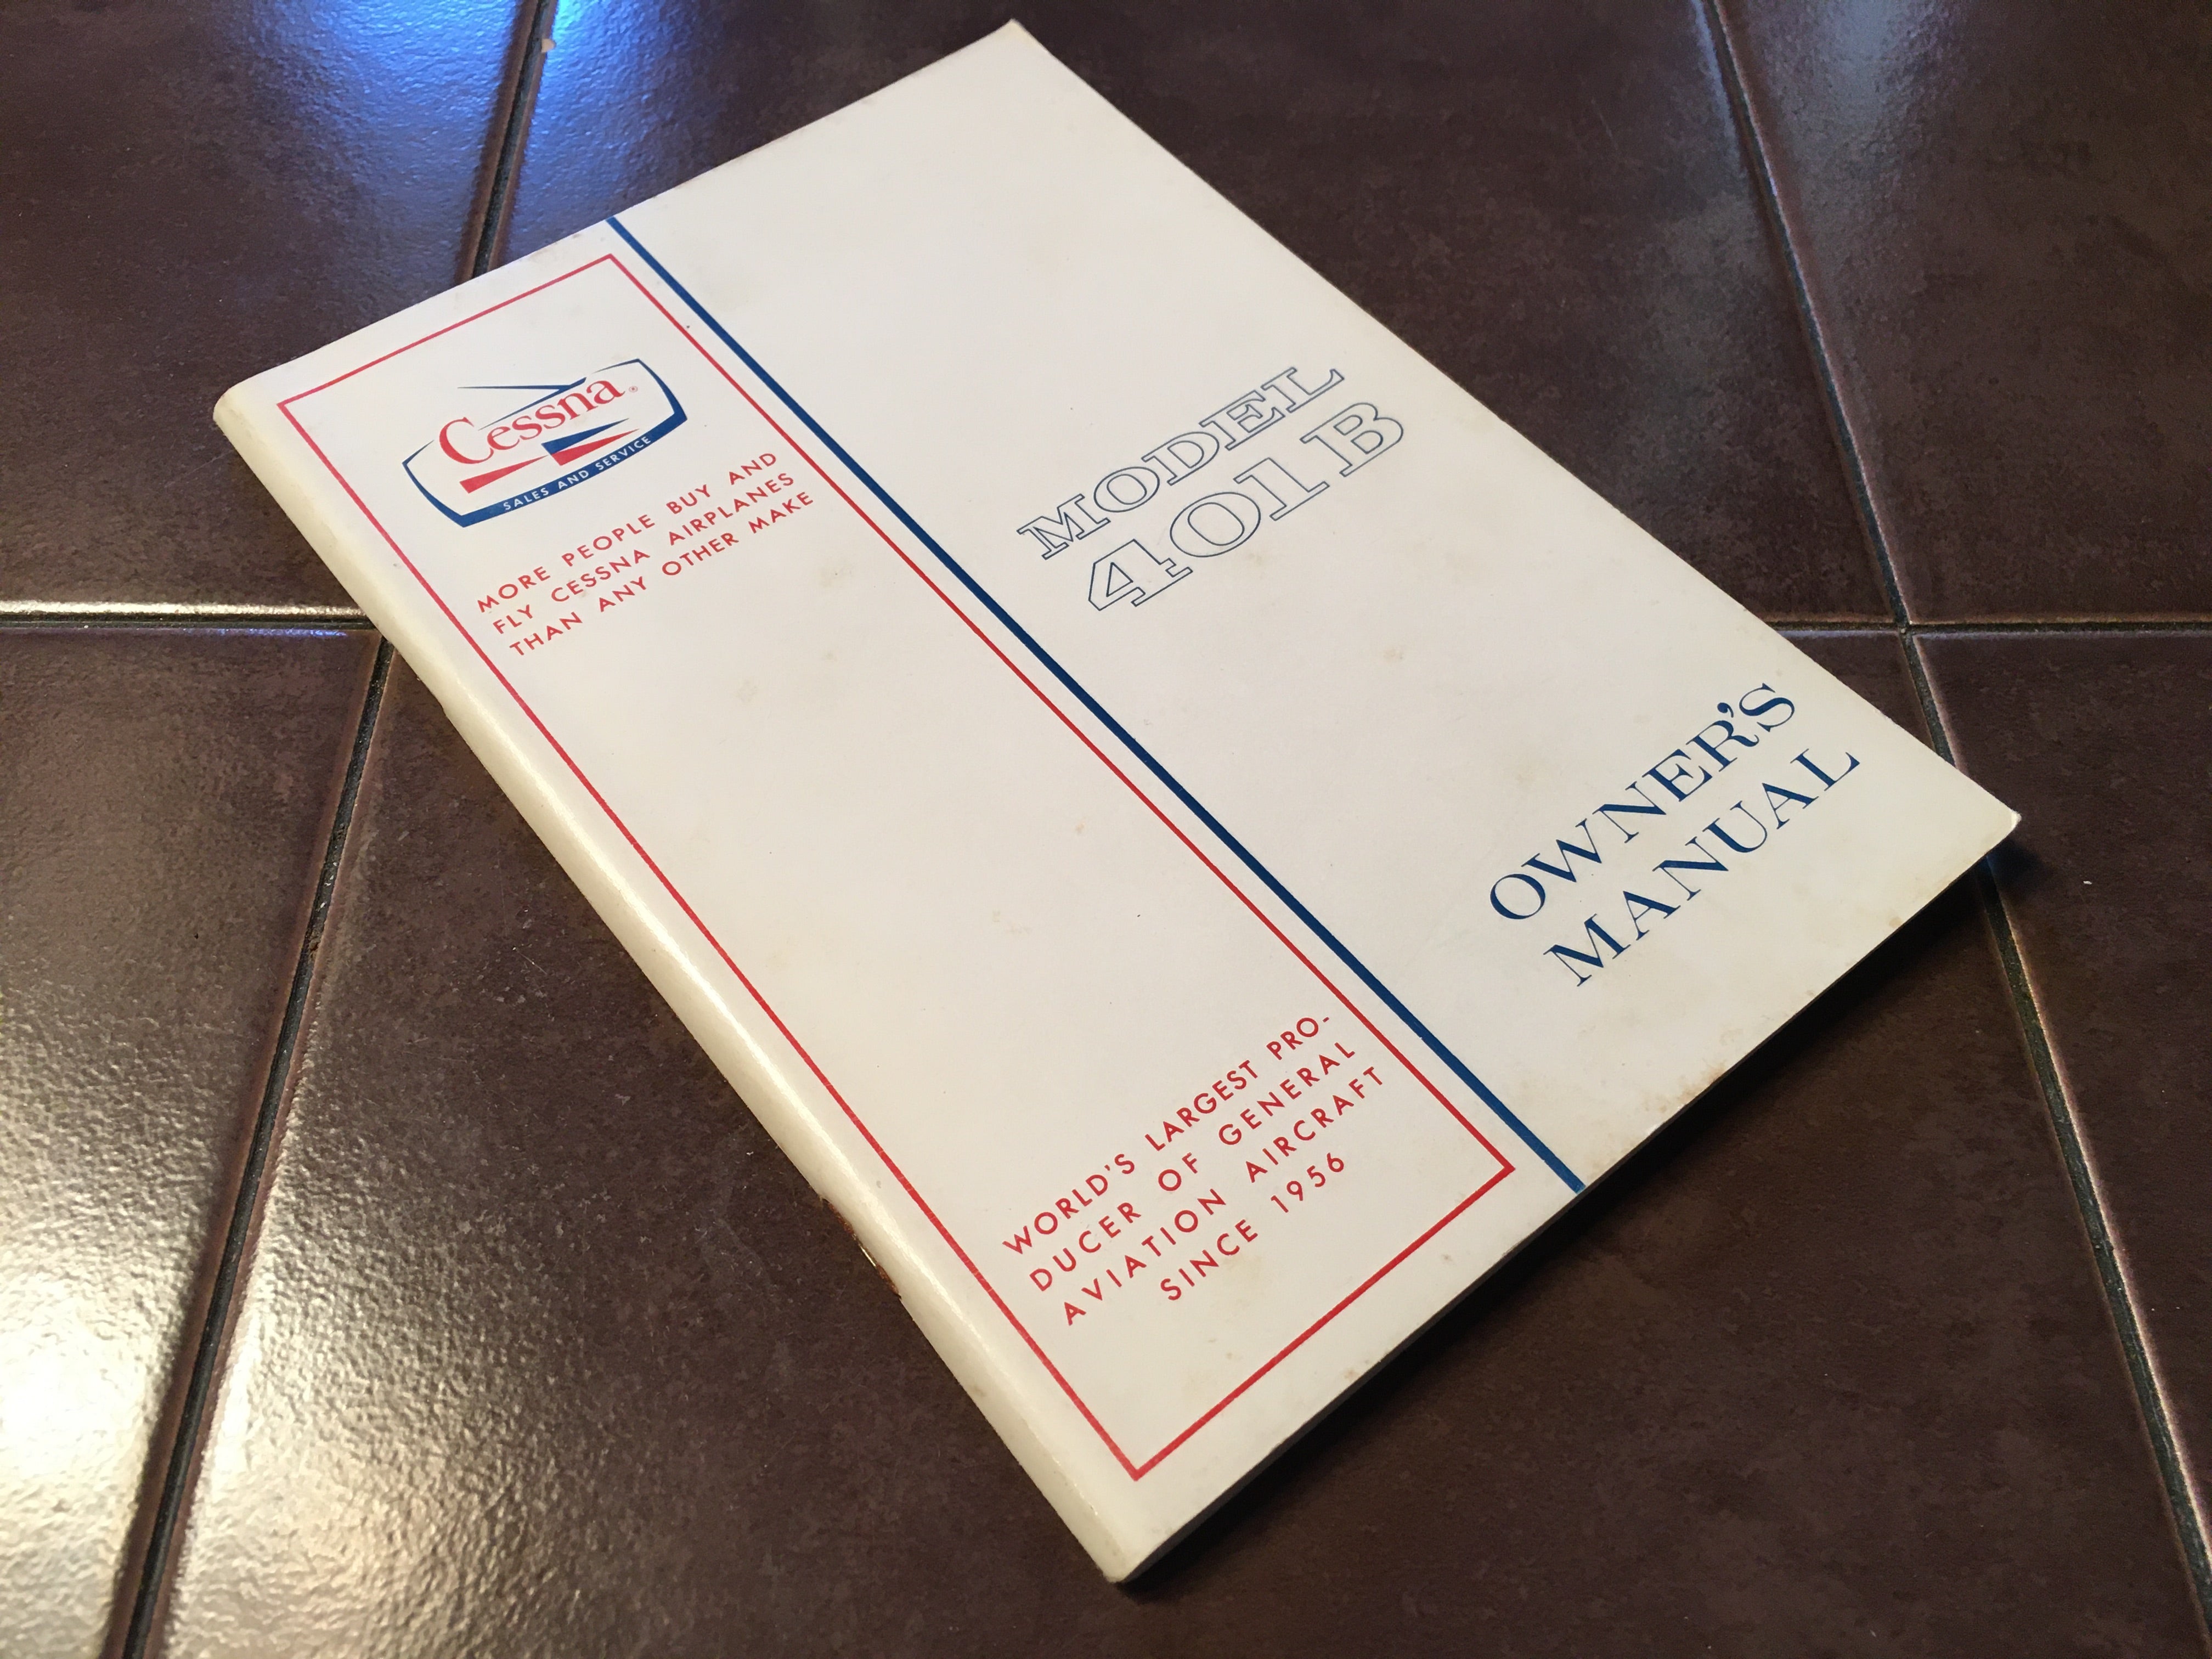 Cessna®
SALES AND SERVICE
MORE PEOPLE BUY AND
FLY CESSNA AIRPLANES
THAN ANY OTHER MAKE
WORLD'S LARGEST PRO-
DUCER OF GENERAL
AVIATION AIRCRAFT
SINCE 1956
MODEL
401B
OWNER'S
MANUAL